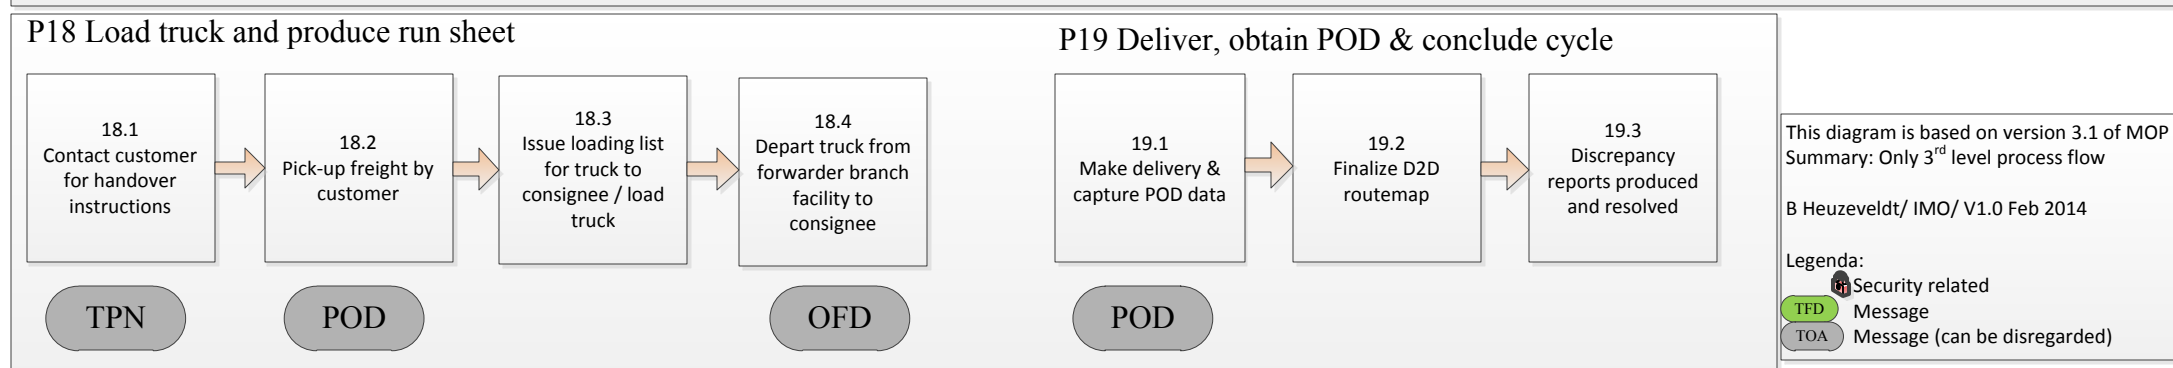 P18 Load truck and produce run sheet
18.1
Contact customer
for handover
instructions
18.2
Pick-up freight by
customer
18.3
Issue loading list
for truck to
consignee / load
truck
18.4
Depart truck from
forwarder branch
facility to
consignee
TPN
POD
OFD
P19 Deliver, obtain POD & conclude cycle
19.1
Make delivery &
capture POD data
19.2
Finalize D2D
routemap
19.3
Discrepancy
reports produced
and resolved
POD
This diagram is based on version 3.1 of MOP
Summary: Only 3rd level process flow
B Heuzeveldt/ IMO/ V1.0 Feb 2014
Legenda:
Security related
TFD Message
TOA Message (can be disregarded)